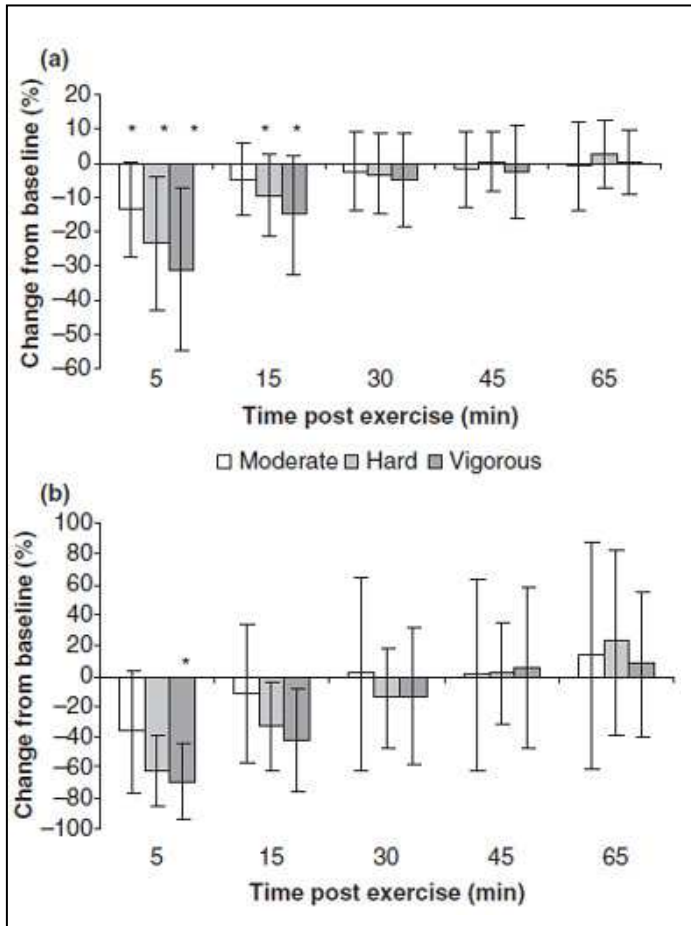 (a)
Change from baseline (%)
20
10
0
−10
−20
−30
−40
−50
−60
* * * * *
5 15 30 45 65
Time post exercise (min)
Moderate Hard Vigorous
(b)
Change from baseline (%)
100
80
60
40
20
0
−20
−40
−60
−80
−100
*
5 15 30 45 65
Time post exercise (min)